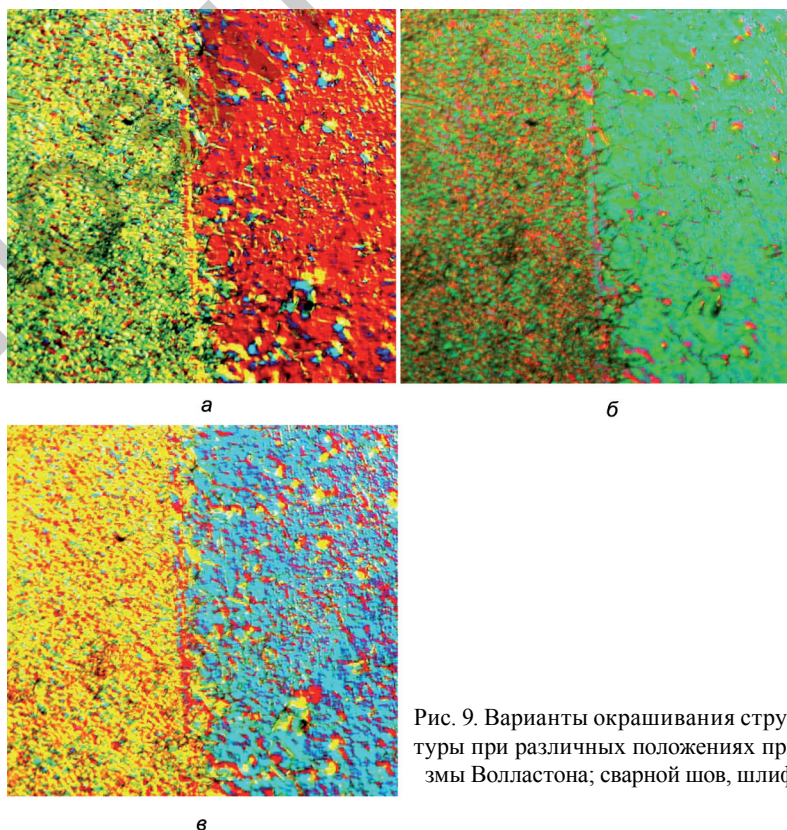 а
б
Рис. 9. Варианты окрашивания стру
туры при различных положениях пр
змы Волластона; сварной шов, шлиф
в